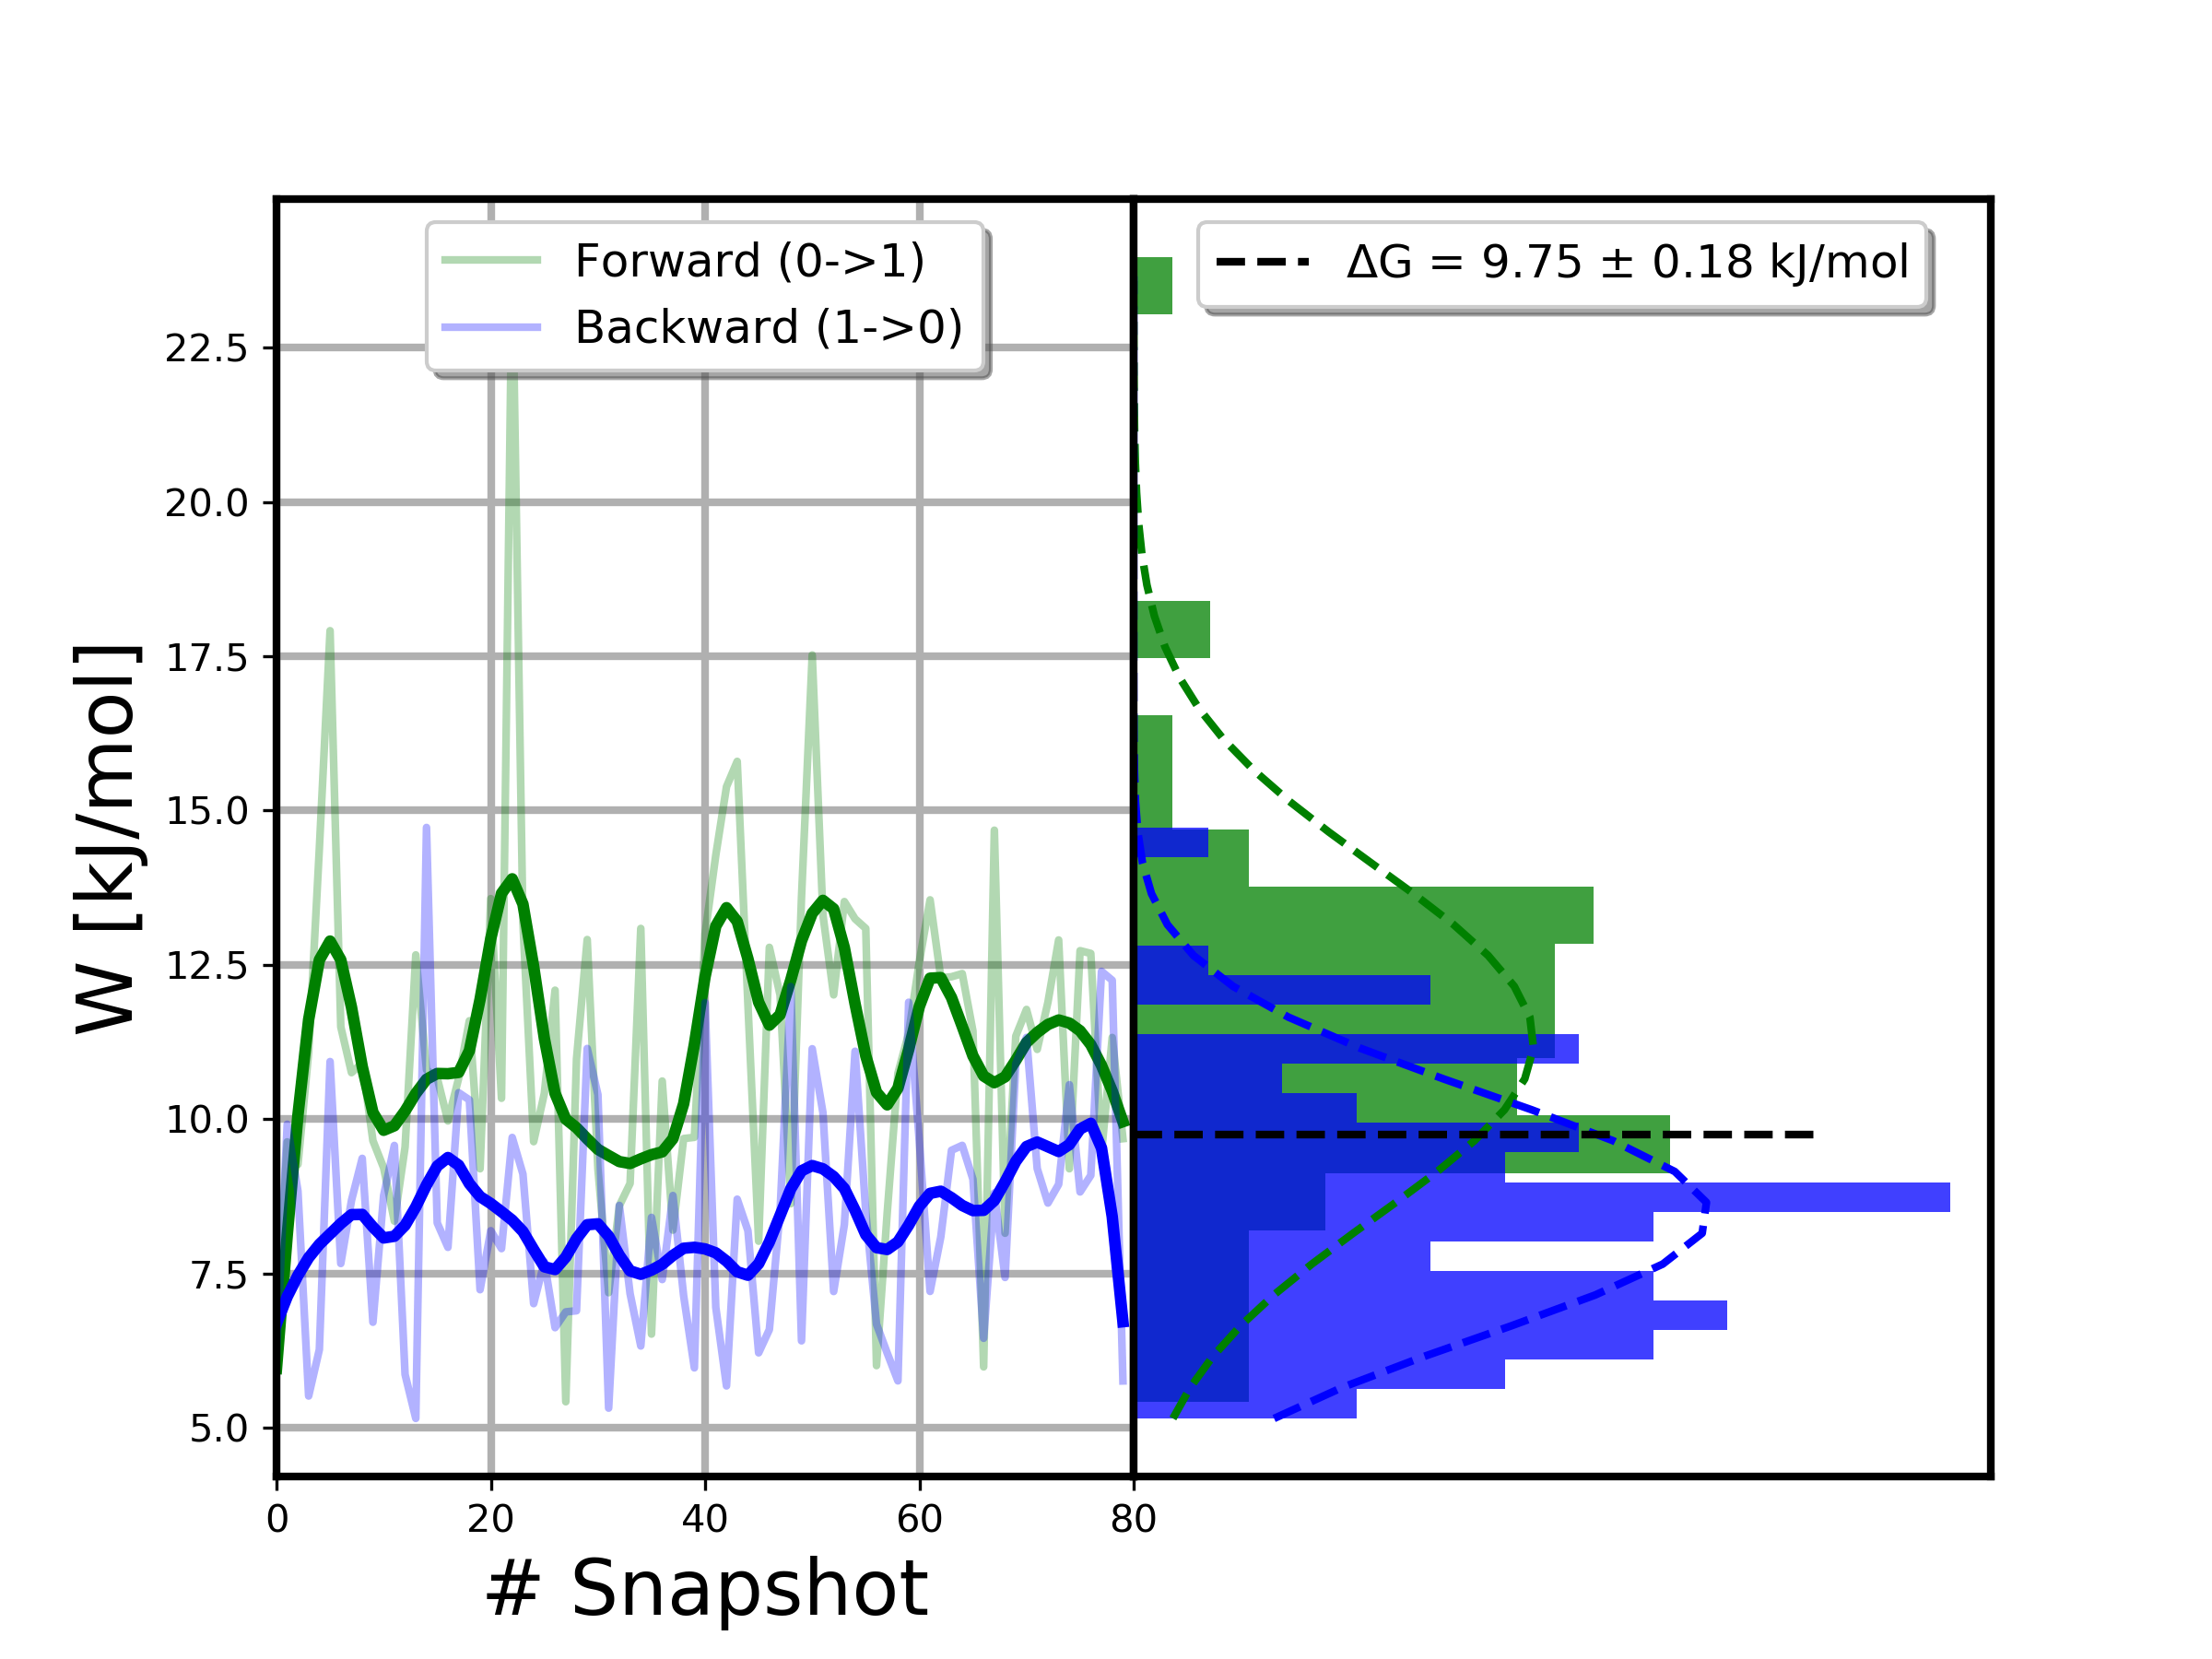 Forward (0->1)
Backward (1->0)
ΔG = 9.75 ± 0.18 kJ/mol
W [kJ/mol]
22.5
20.0
17.5
15.0
12.5
10.0
7.5
5.0
0 20 40 60 80
# Snapshot